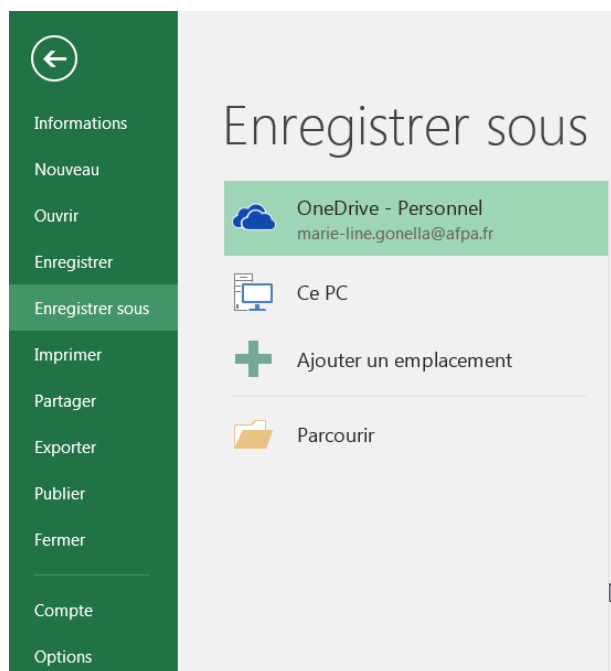 Informations
Nouveau
Ouvrir
Enregistrer
Enregistrer sous
Imprimer
Partager
Exporter
Publier
Fermer
Compte
Options
Enregistrer sous
OneDrive - Personnel
marie-line.gonella@afpa.fr
Ce PC
Ajouter un emplacement
Parcourir